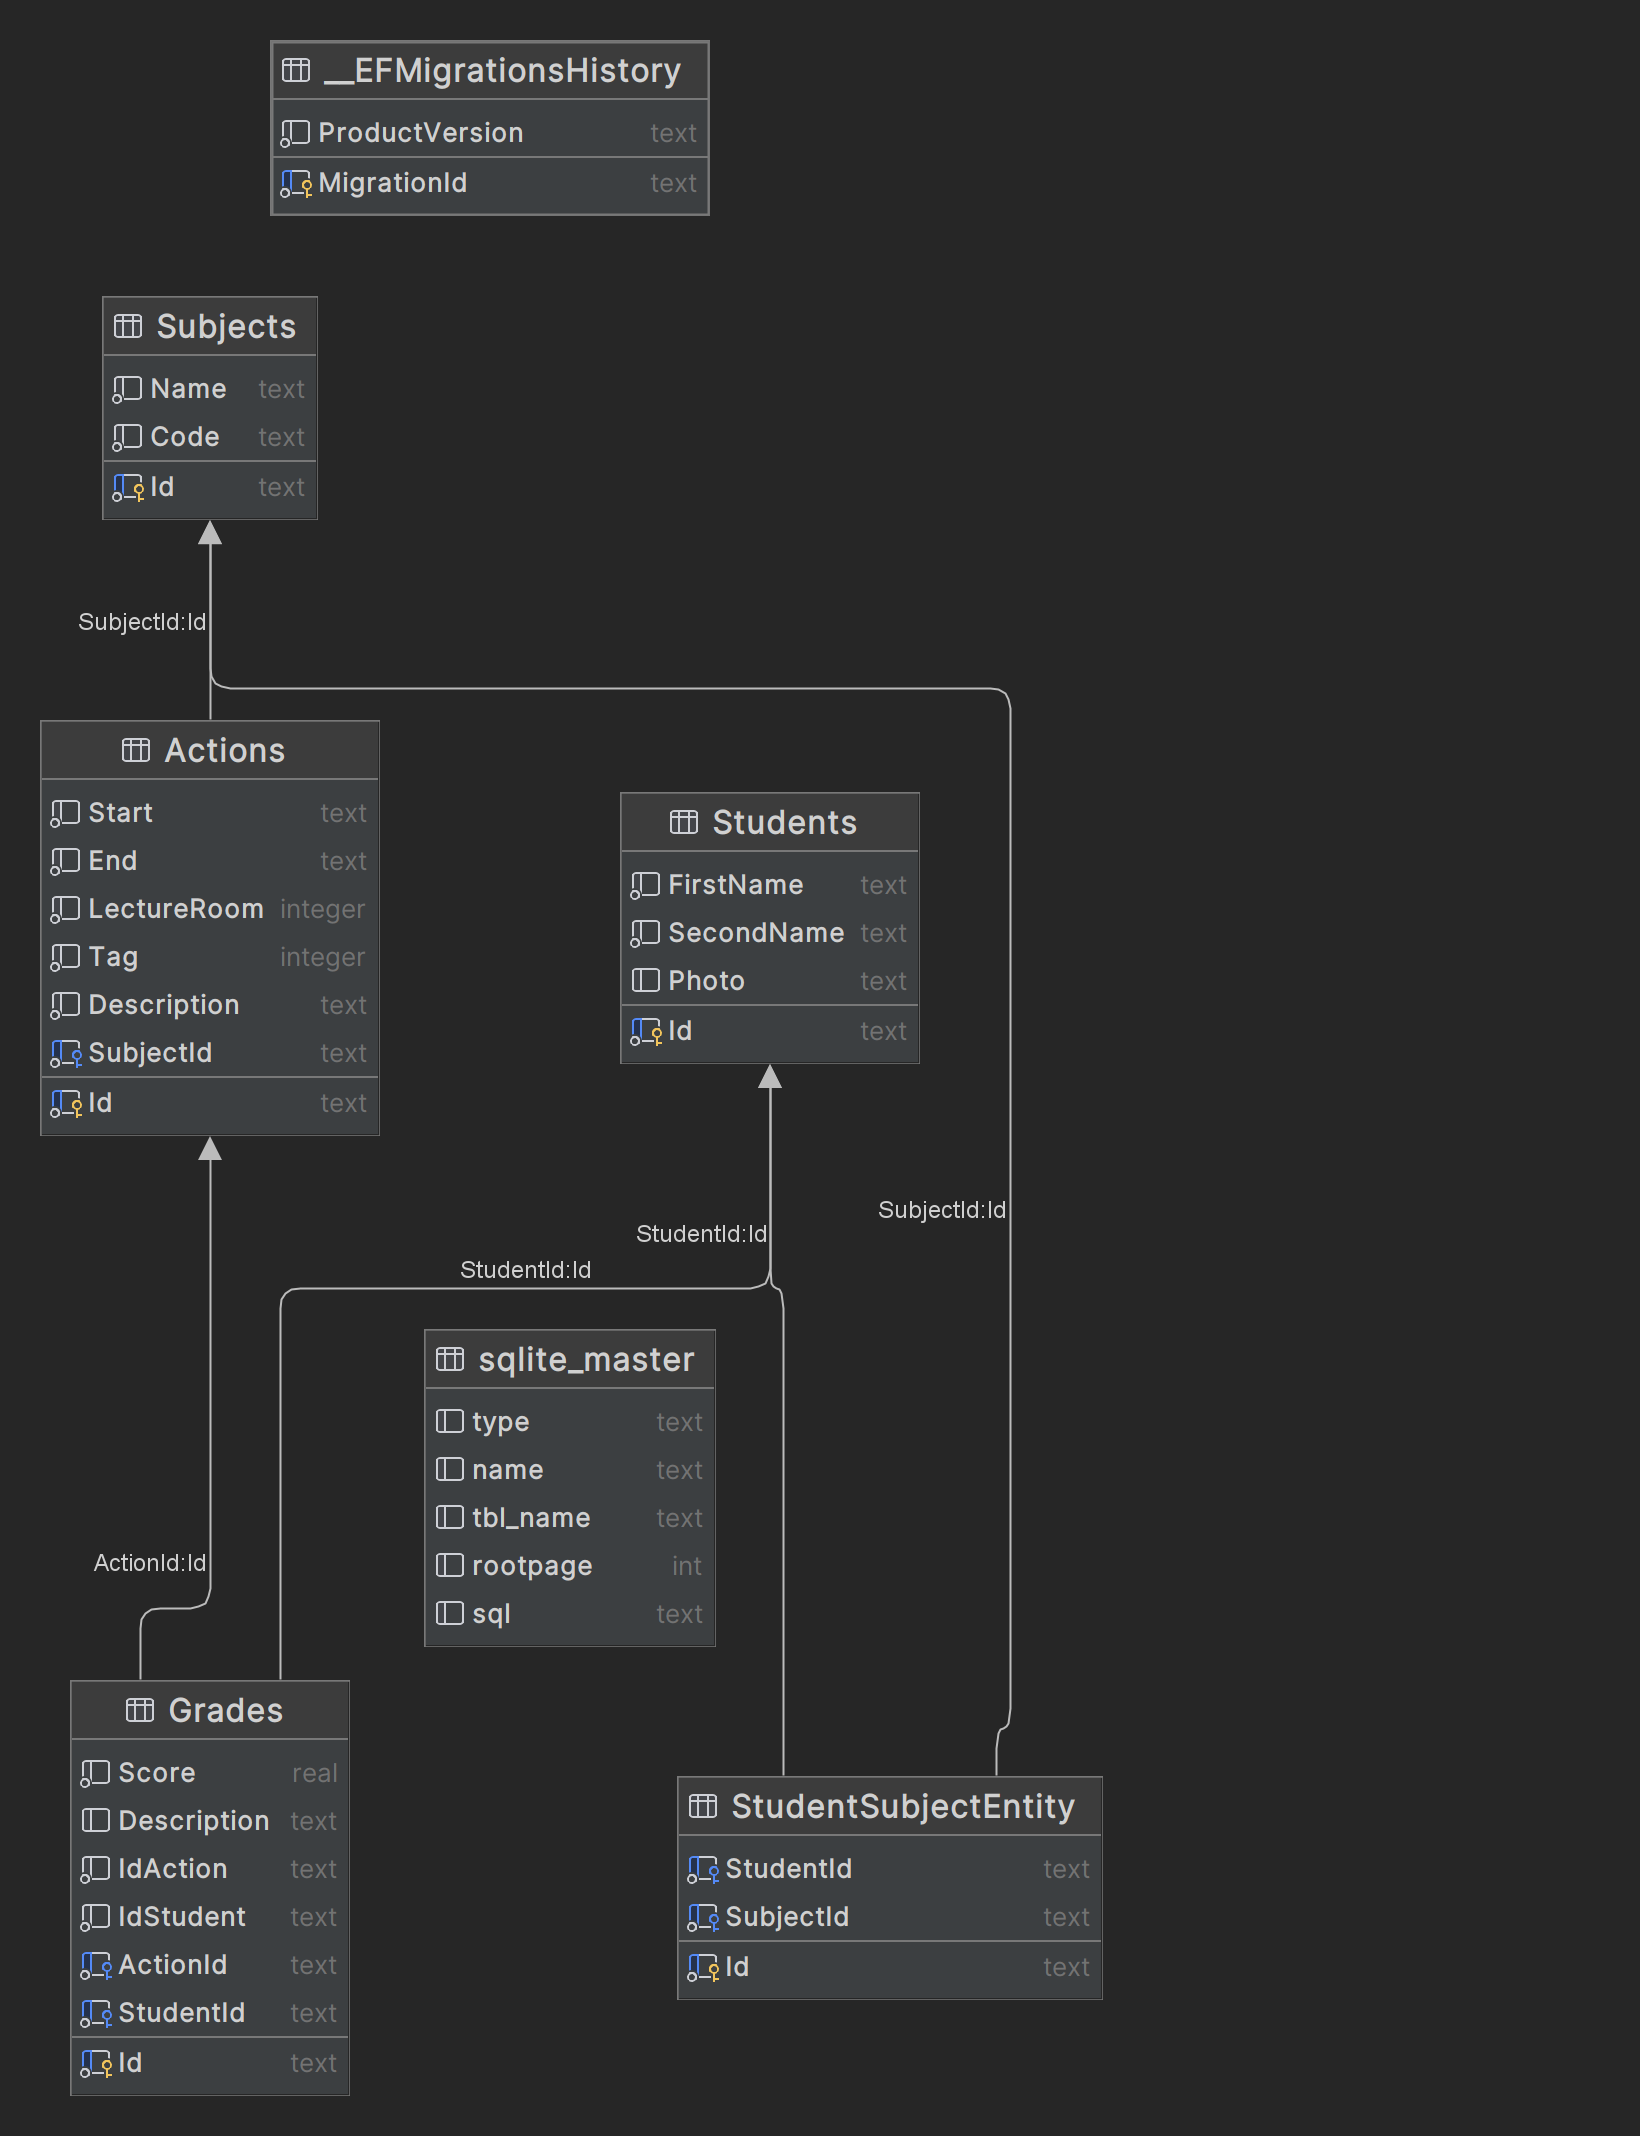 __EFMigrationsHistory
ProductVersion text
MigrationId text
Subjects
Name text
Code text
Id text
SubjectId:Id
Actions
Start text
End text
LectureRoom integer
Tag integer
Description text
SubjectId text
Id text
Students
FirstName text
SecondName text
Photo text
Id text
SubjectId:Id
StudentId:Id
StudentId:Id
sqlite_master
type text
name text
tbl_name text
rootpage int
sql text
ActionId:Id
Grades
Score real
Description text
IdAction text
IdStudent text
ActionId text
StudentId text
Id text
StudentSubjectEntity
StudentId text
SubjectId text
Id text